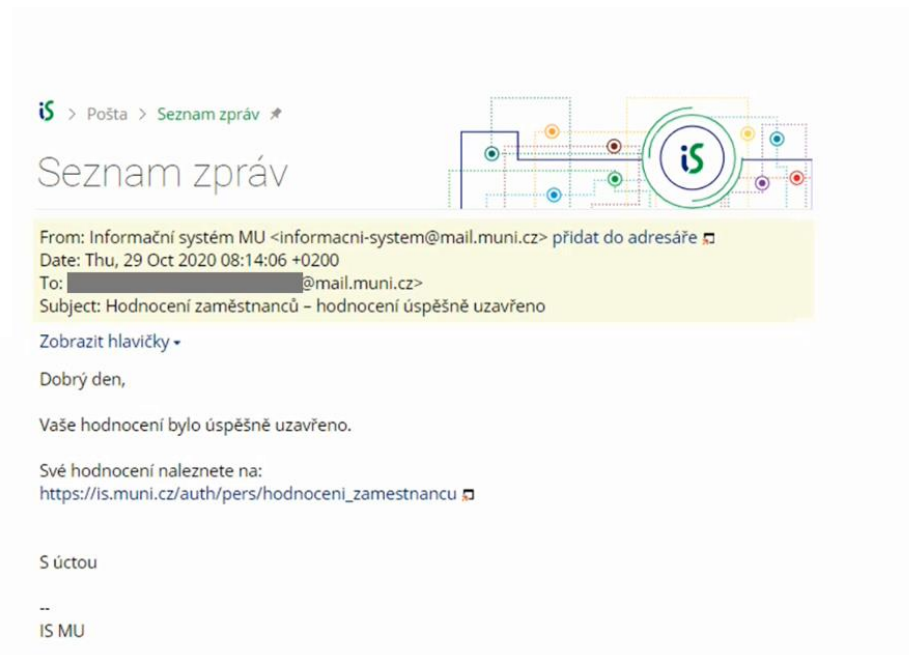 iS > Pošta > Seznam zpráv
Seznam zpráv
iS
From: Informační systém MU <informacni-system@mail.muni.cz> přidat do adresáře
Date: Thu, 29 Oct 2020 08:14:06 +0200
To: @mail.muni.cz>
Subject: Hodnocení zaměstnanců – hodnocení úspěšně uzavřeno
Zobrazit hlavičky
Dobrý den,
Vaše hodnocení bylo úspěšně uzavřeno.
Své hodnocení naleznete na:
https://is.muni.cz/auth/pers/hodnoceni_zamestnancu
S úctou
--
IS MU